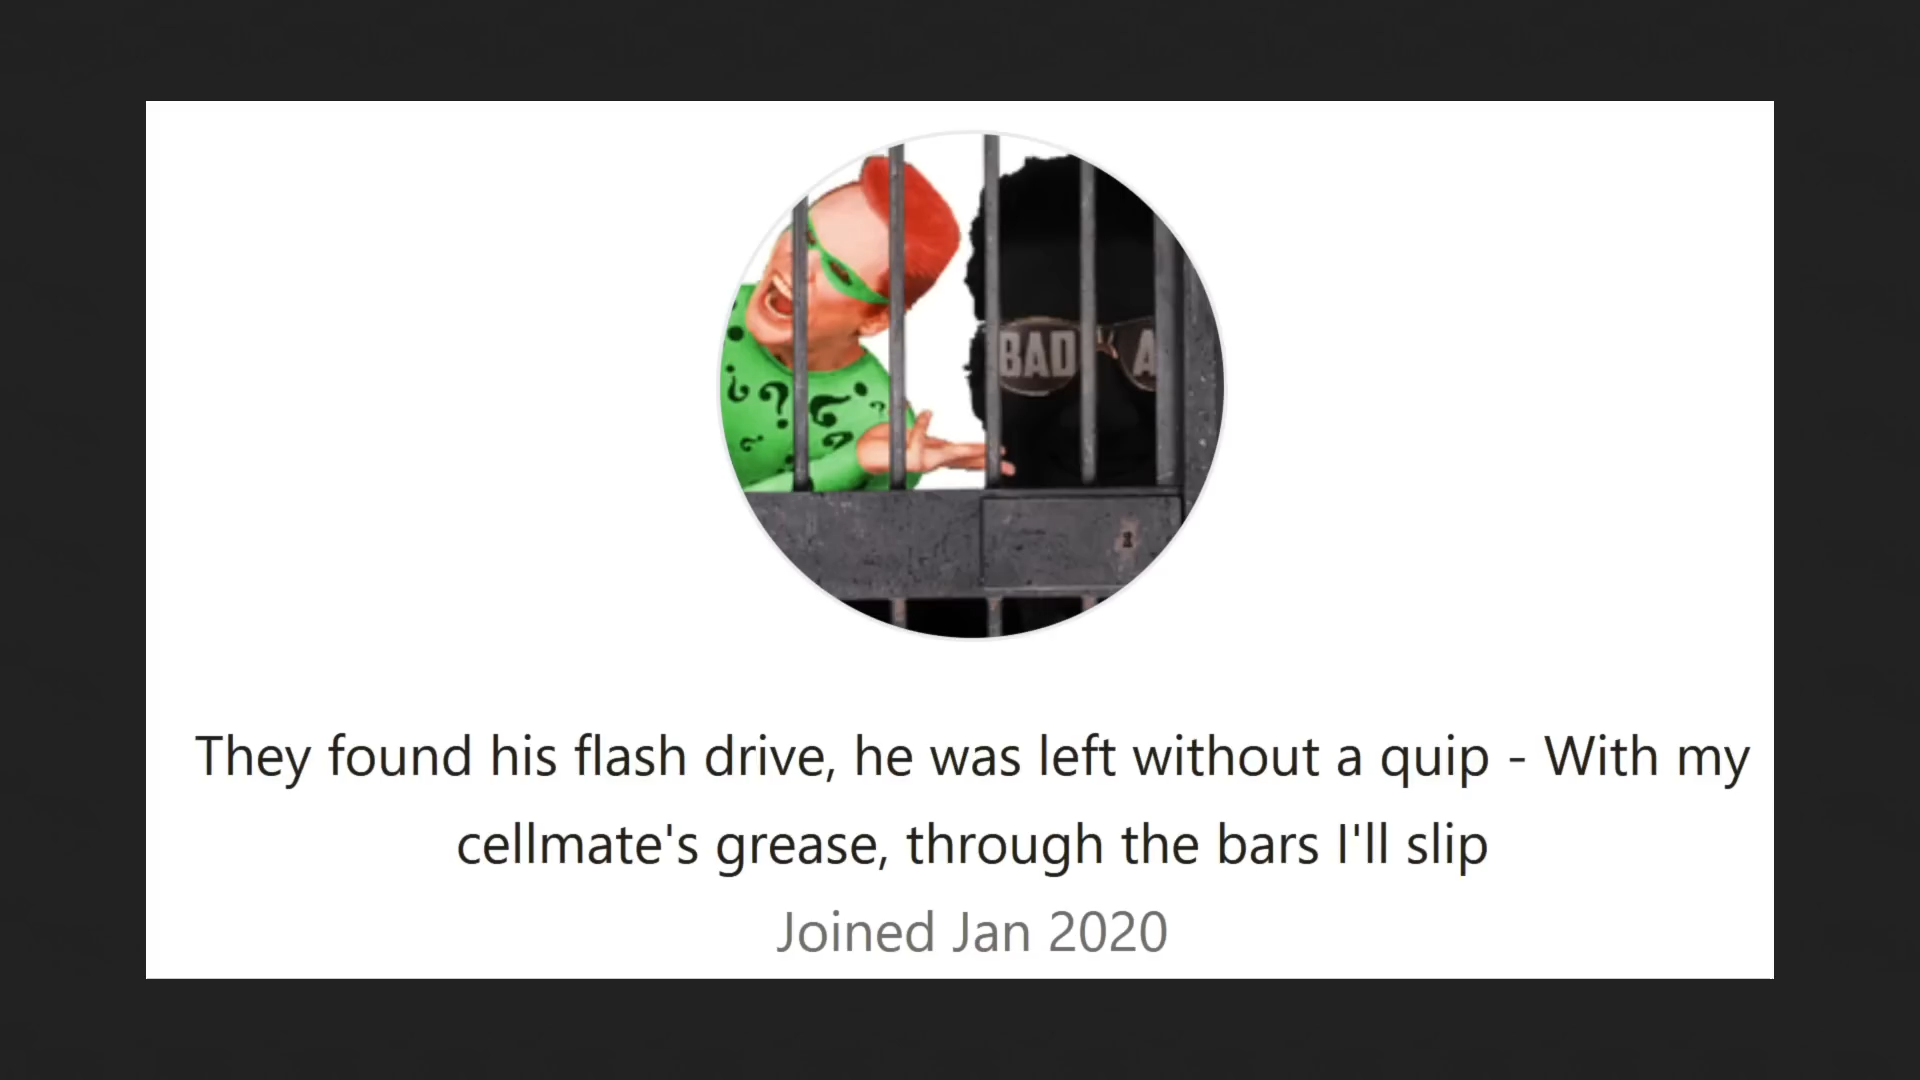 BAD A
They found his flash drive, he was left without a quip - With my
cellmate's grease, through the bars I'll slip
Joined Jan 2020